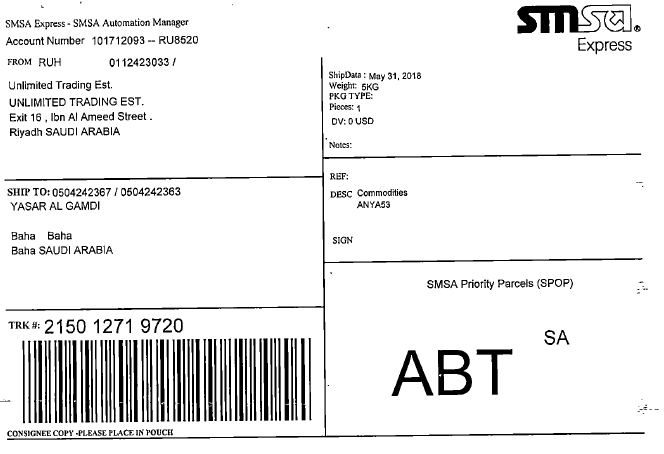 SMSA Express - SMSA Automation Manager
Account Number 101712093 -- RU8520
FROM RUH 0112423033 /
Unlimited Trading Est.
UNLIMITED TRADING EST.
Exit 16 , Ibn Al Ameed Street .
Riyadh SAUDI ARABIA
smsa
Express
ShipData : May 31, 2018
Weight: 5KG
PKG TYPE:
Pieces: 1
DV: 0 USD
Notes:
SHIP TO: 0504242367 / 0504242363
YASAR AL GAMDI
Baha Baha
Baha SAUDI ARABIA
REF:
DESC Commodities
ANYA53
SIGN
TRK #: 2150 1271 9720
CONSIGNEE COPY -PLEASE PLACE IN POUCH
SMSA Priority Parcels (SPOP)
SA
ABT